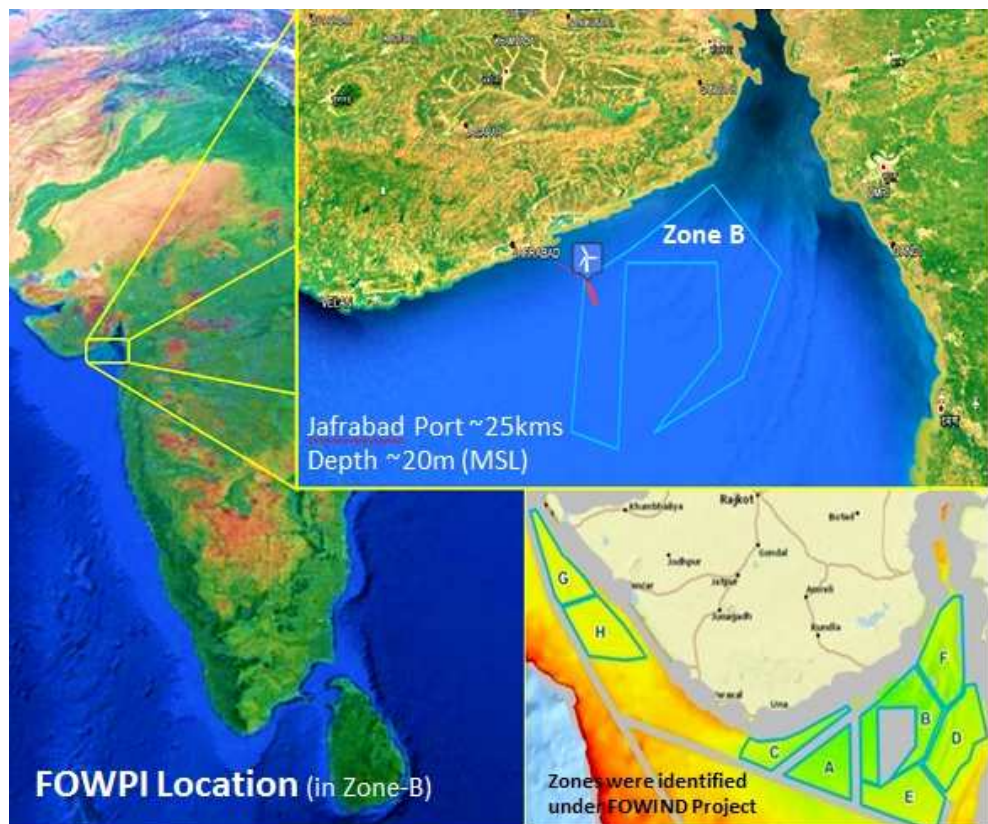 Zone B
Jafrabad Port ~25kms
Depth ~20m (MSL)
FOWPI Location (in Zone-B)
Rajkot
Khambhaliya
Botad
Jodhpur
Gondal
Jetpur
Amreli
Junagadh
Kundla
Una
G
H
F
B
D
C
A
E
Zones were identified
under FOWIND Project